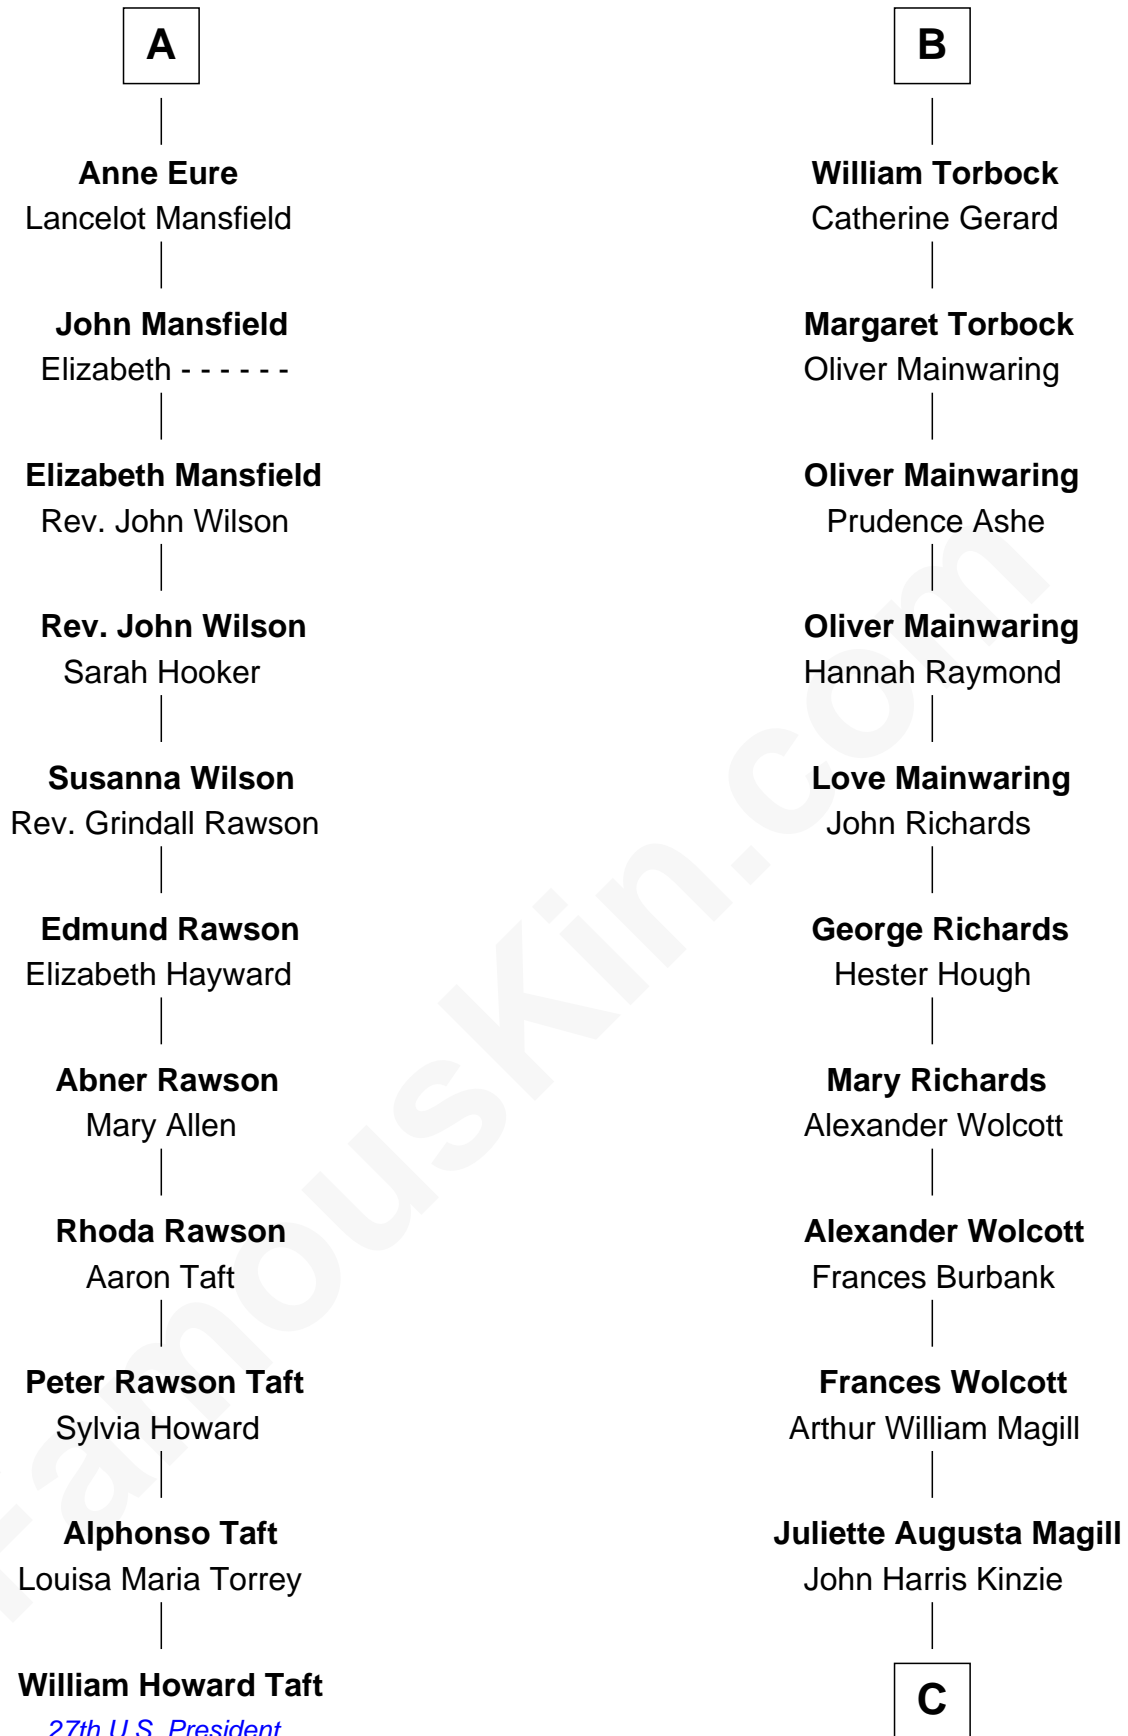 A
Anne Eure
Lancelot Mansfield
John Mansfield
Elizabeth - - - - - -
Elizabeth Mansfield
Rev. John Wilson
Rev. John Wilson
Sarah Hooker
Susanna Wilson
Rev. Grindall Rawson
Edmund Rawson
Elizabeth Hayward
Abner Rawson
Mary Allen
Rhoda Rawson
Aaron Taft
Peter Rawson Taft
Sylvia Howard
Alphonso Taft
Louisa Maria Torrey
William Howard Taft
27th U.S. President
B
William Torbock
Catherine Gerard
Margaret Torbock
Oliver Mainwaring
Oliver Mainwaring
Prudence Ashe
Oliver Mainwaring
Hannah Raymond
Love Mainwaring
John Richards
George Richards
Hester Hough
Mary Richards
Alexander Wolcott
Alexander Wolcott
Frances Burbank
Frances Wolcott
Arthur William Magill
Juliette Augusta Magill
John Harris Kinzie
C
FamousKin.com